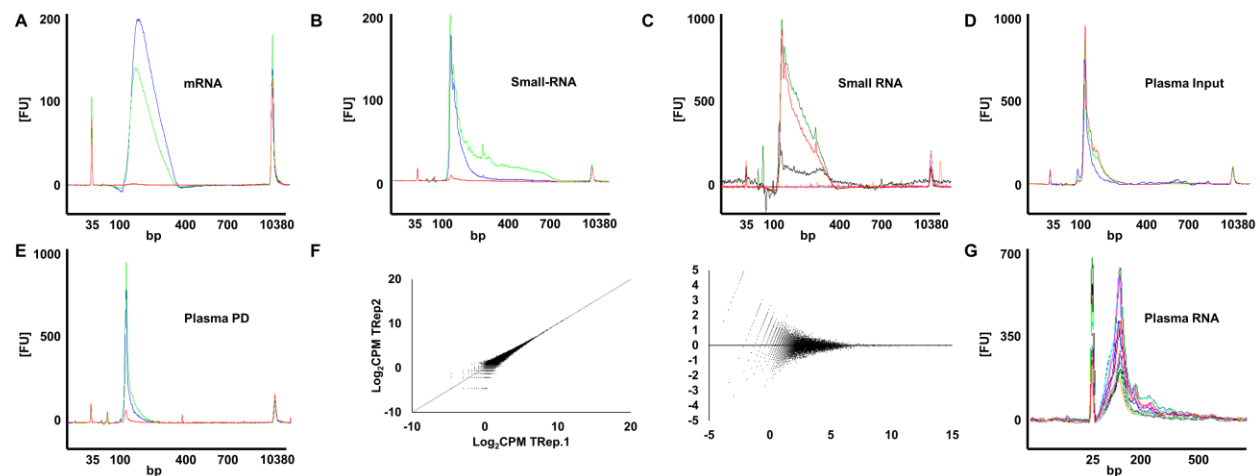 A
200
mRNA
100
0
[FU]
35 100 400 700 10380
bp
B
200
Small-RNA
100
0
[FU]
35 100 400 700 10380
bp
C
1000
Small RNA
500
0
[FU]
35 100 400 700 10380
bp
D
1000
Plasma Input
500
0
[FU]
35 100 400 700 10380
bp
E
1000
Plasma PD
500
0
[FU]
35 100 400 700 10380
bp
F
20
10
0
-10
Log2CPM TRep2
-10 0 10 20
Log2CPM TRep.1
5
4
3
2
1
0
-1
-2
-3
-4
-5
-5 0 5 10 15
G
700
Plasma RNA
350
0
[FU]
25 200 500
bp